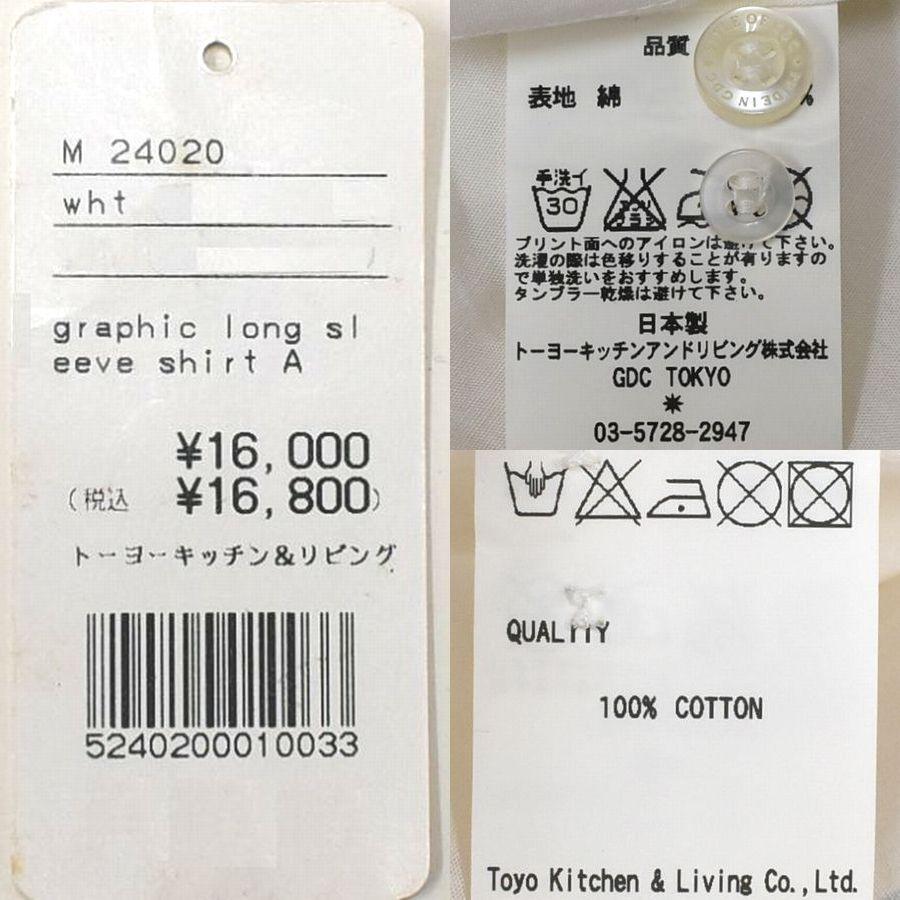 M 24020
wht
graphic long sl
eeve shirt A
¥16,000
(税込 ¥16,800)
トーヨーキッチン&リビング
5240200010033
品質
表地 綿 %
手洗イ
30
プリント面へのアイロンは避けて下さい。
洗濯の際は色移りすることが有りますの
で単独洗いをおすすめします。
タンブラー乾燥は避けて下さい。
日本製
トーヨーキッチンアンドリビング株式会社
GDC TOKYO
03-5728-2947
QUALITY
100% COTTON
Toyo Kitchen & Living Co.,Ltd.